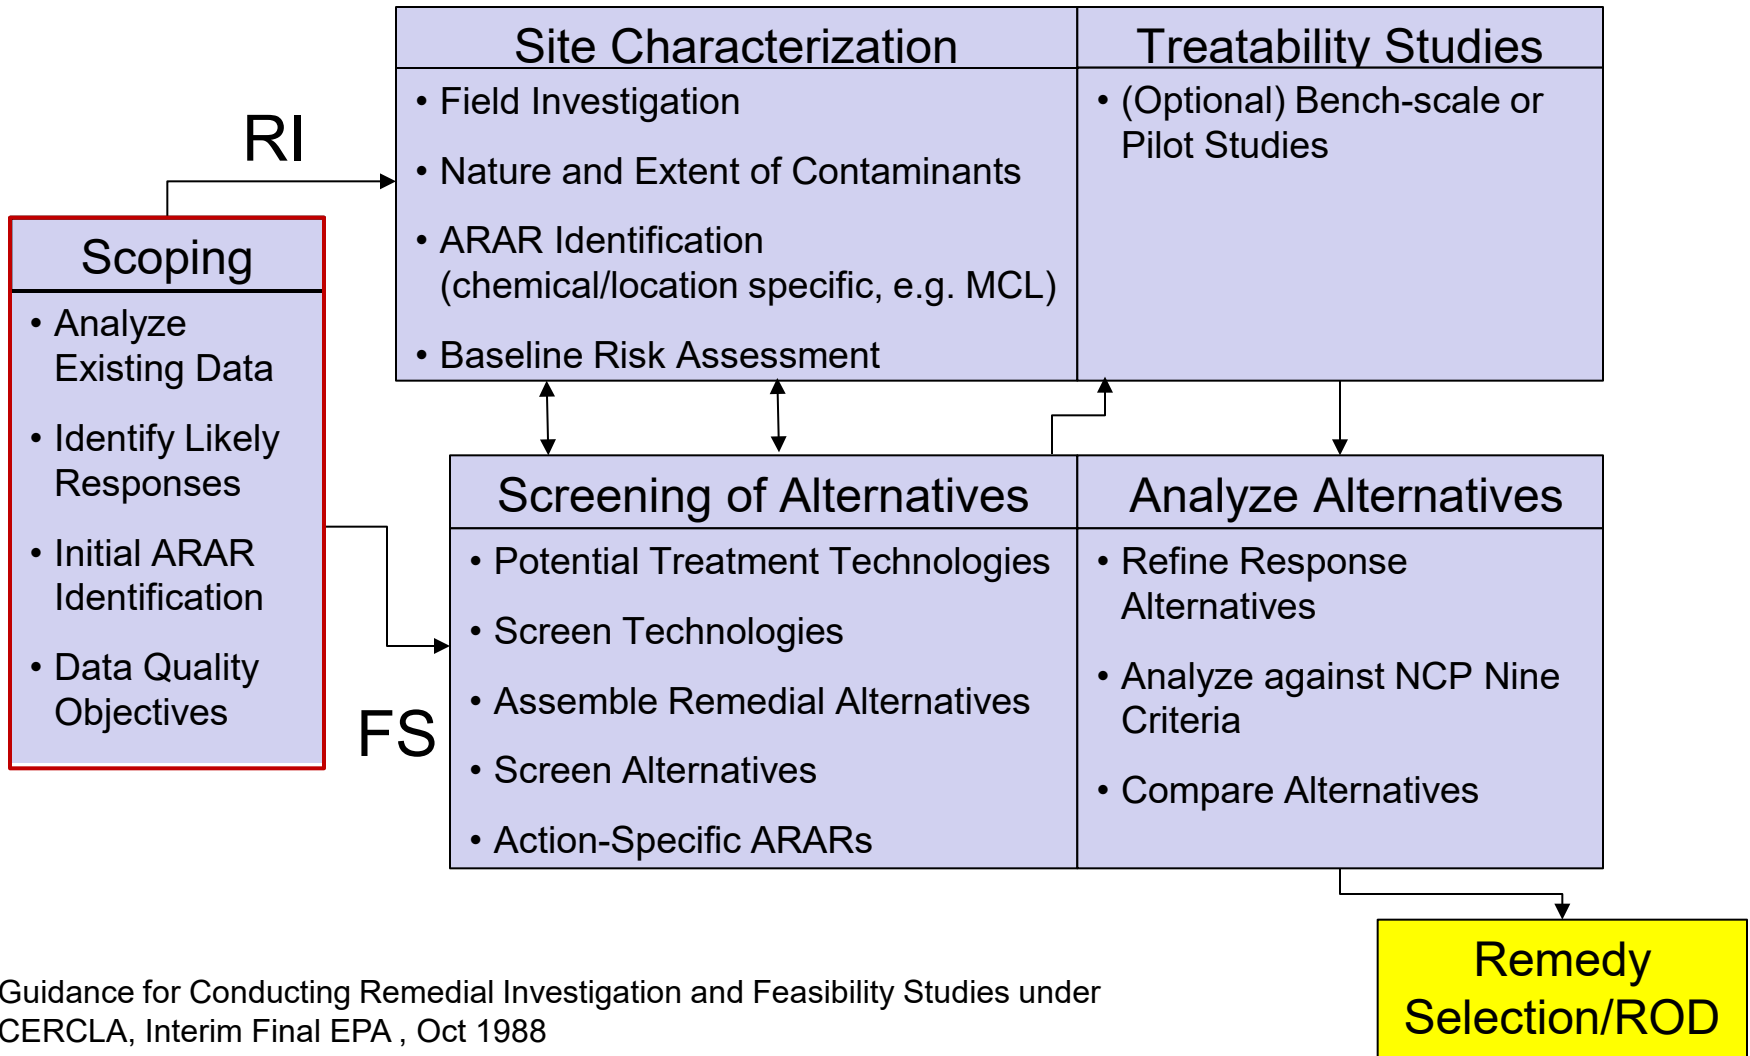 Site Characterization
• Field Investigation
• Nature and Extent of Contaminants
• ARAR Identification
(chemical/location specific, e.g. MCL)
• Baseline Risk Assessment
Treatability Studies
• (Optional) Bench-scale or
Pilot Studies
RI
Scoping
• Analyze
Existing Data
• Identify Likely
Responses
• Initial ARAR
Identification
• Data Quality
Objectives
FS
Screening of Alternatives
• Potential Treatment Technologies
• Screen Technologies
• Assemble Remedial Alternatives
• Screen Alternatives
• Action-Specific ARARs
Analyze Alternatives
• Refine Response
Alternatives
• Analyze against NCP Nine
Criteria
• Compare Alternatives
Remedy
Selection/ROD
Guidance for Conducting Remedial Investigation and Feasibility Studies under
CERCLA, Interim Final EPA , Oct 1988